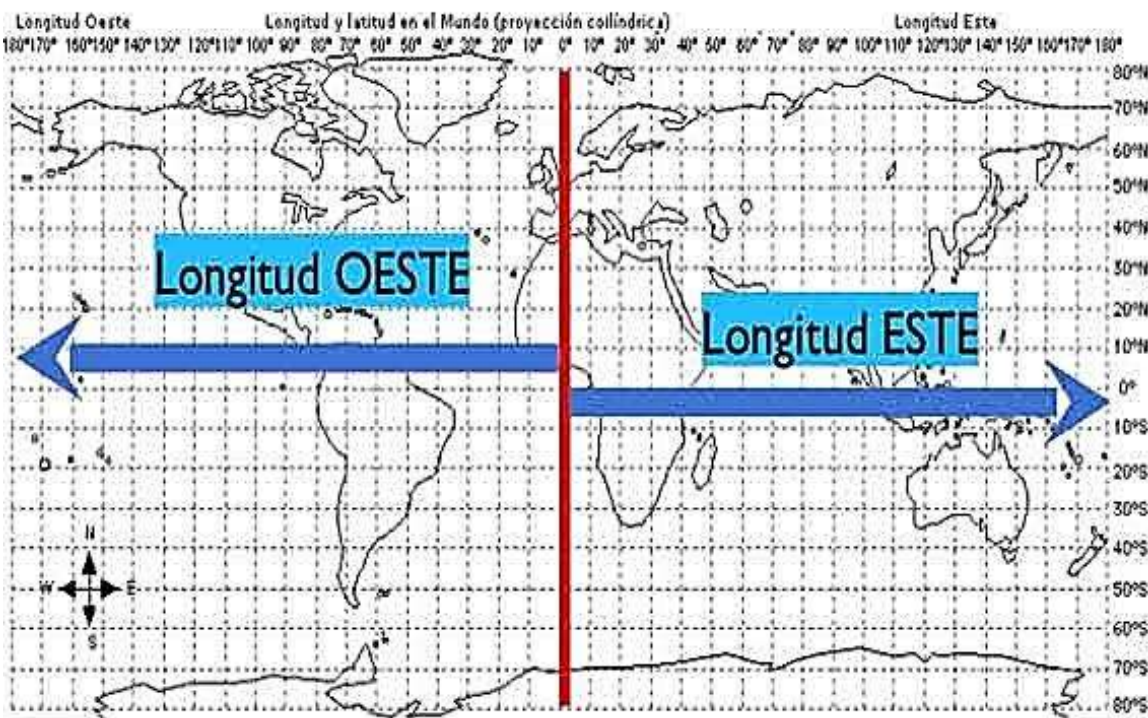 Longitud Oeste Longitud y latitud en el Mundo (proyección coilíndrica) Longitud Este
180° 170° 160° 150° 140° 130° 120° 110° 100° 90° 80° 70° 60° 50° 40° 30° 20° 10° 0° 10° 20° 30° 40° 50° 60° 70° 80° 90° 100° 110° 120° 130° 140° 150° 160° 170° 180°
80°N
70°N
60°N
50°N
40°N
Longitud OESTE
30°N
20°N
Longitud ESTE
10°N
0°
10°S
20°S
30°S
40°S
N
W E
50°S
S
60°S
70°S
80°S